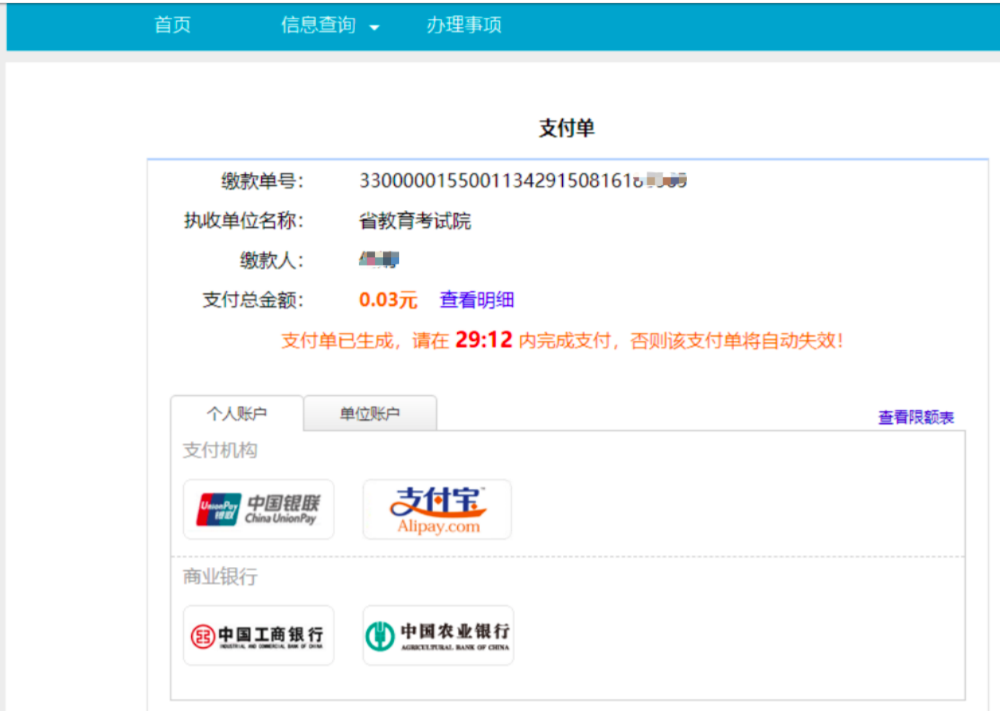 首页 信息查询 办理事项
支付单
缴款单号： 33000001550011342915081618
执收单位名称： 省教育考试院
缴款人：
支付总金额： 0.03元 查看明细
支付单已生成，请在 29:12 内完成支付，否则该支付单将自动失效！
个人账户 单位账户 查看限额表
支付机构
UnionPay 银联 中国银联 China UnionPay 支付宝 Alipay.com
商业银行
中国工商银行 INDUSTRIAL AND COMMERCIAL BANK OF CHINA 中国农业银行 AGRICULTURAL BANK OF CHINA